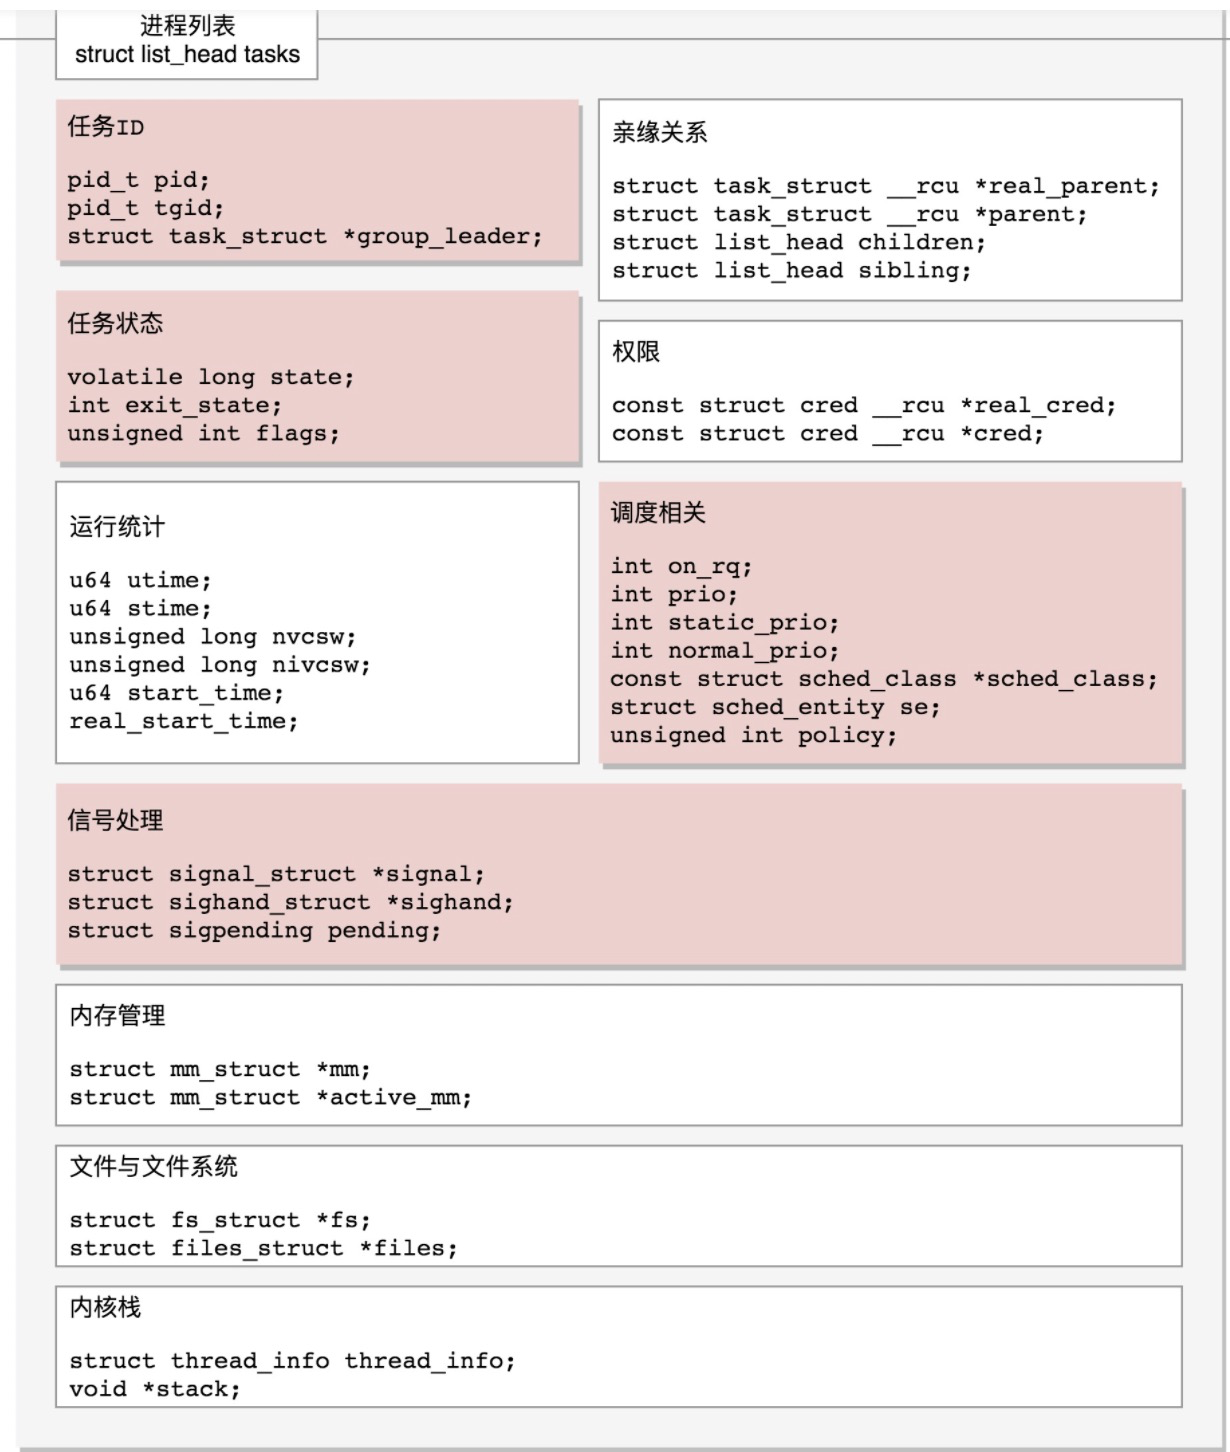 进程列表
struct list_head tasks
任务ID
pid_t pid;
pid_t tgid;
struct task_struct *group_leader;
亲缘关系
struct task_struct __rcu *real_parent;
struct task_struct __rcu *parent;
struct list_head children;
struct list_head sibling;
任务状态
volatile long state;
int exit_state;
unsigned int flags;
权限
const struct cred __rcu *real_cred;
const struct cred __rcu *cred;
运行统计
u64 utime;
u64 stime;
unsigned long nvcsw;
unsigned long nivcsw;
u64 start_time;
real_start_time;
调度相关
int on_rq;
int prio;
int static_prio;
int normal_prio;
const struct sched_class *sched_class;
struct sched_entity se;
unsigned int policy;
信号处理
struct signal_struct *signal;
struct sighand_struct *sighand;
struct sigpending pending;
内存管理
struct mm_struct *mm;
struct mm_struct *active_mm;
文件与文件系统
struct fs_struct *fs;
struct files_struct *files;
内核栈
struct thread_info thread_info;
void *stack;